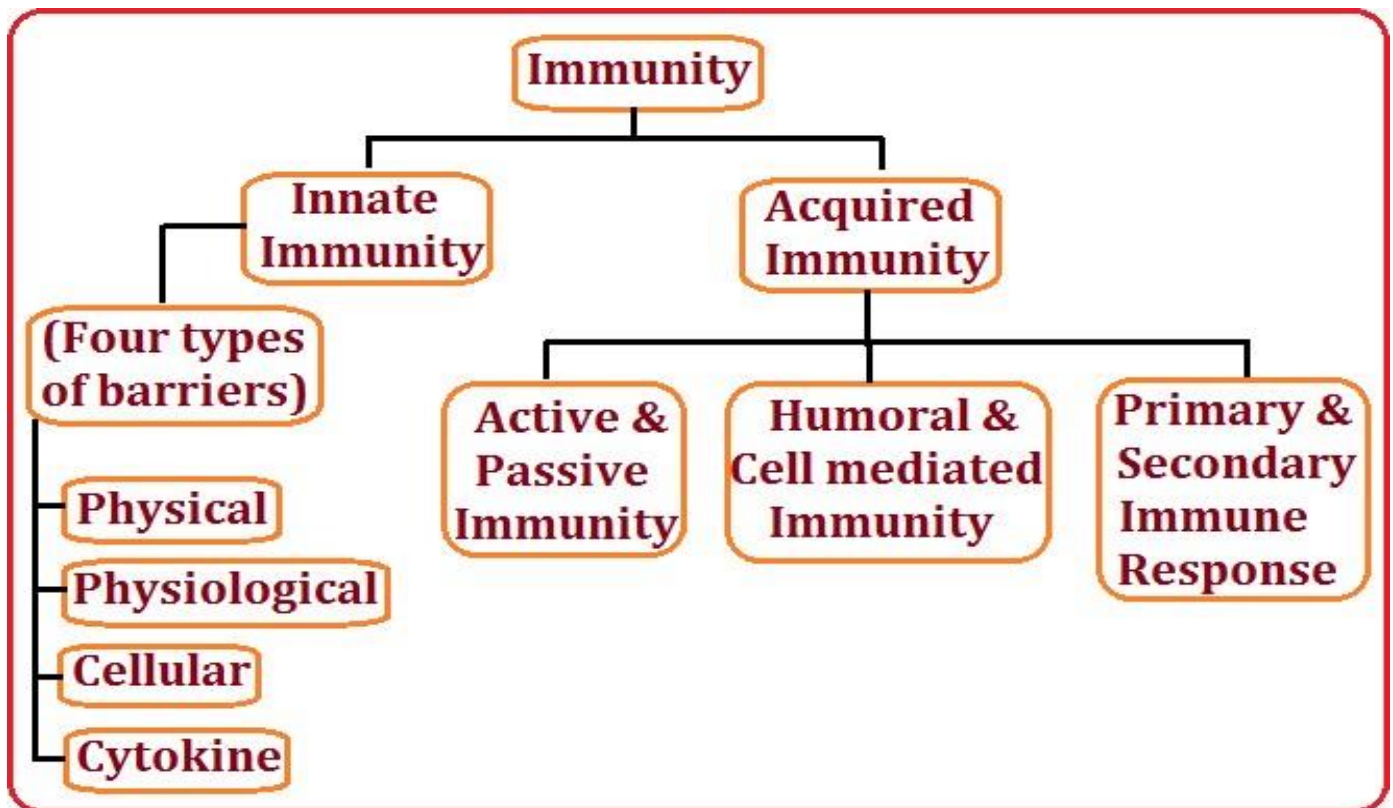 Immunity
Innate
Immunity
Acquired
Immunity
(Four types
of barriers)
Physical
Physiological
Cellular
Cytokine
Active &
Passive
Immunity
Humoral &
Cell mediated
Immunity
Primary &
Secondary
Immune
Response